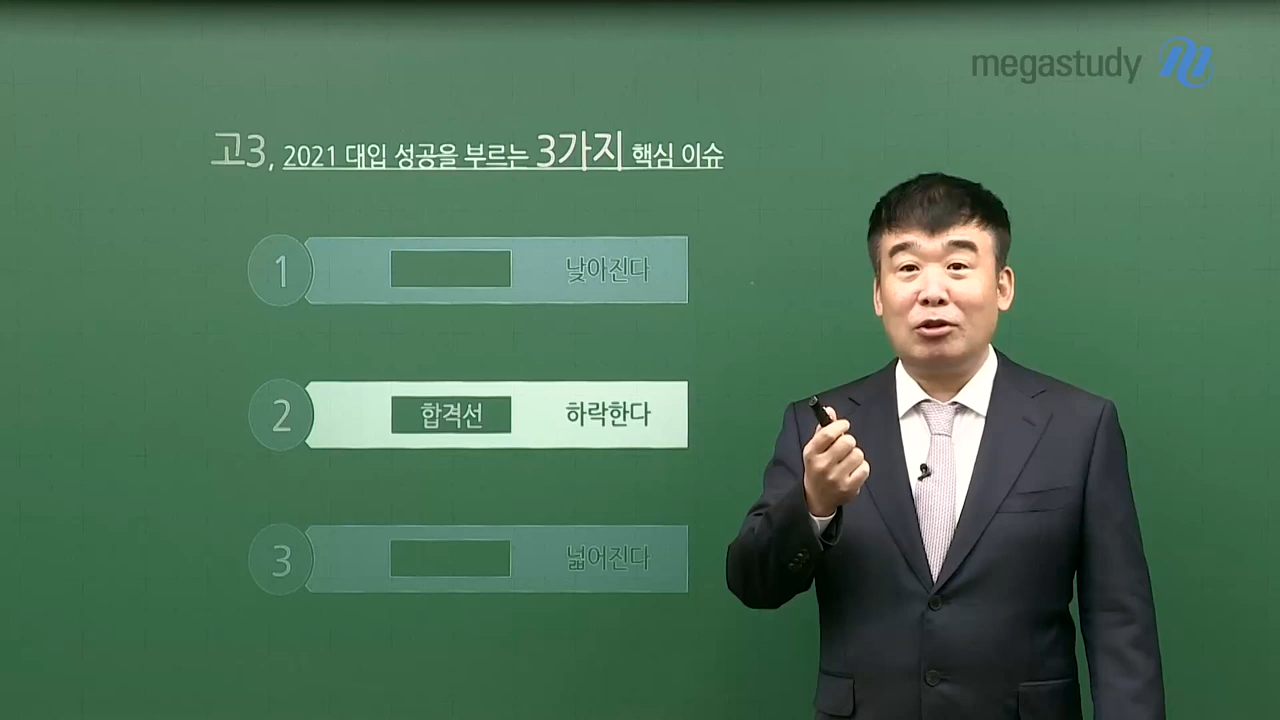 megastudy
고3, 2021 대입 성공을 부르는 3가지 핵심 이슈
1 낮아진다
2 합격선 하락한다
3 넓어진다